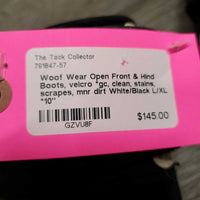 The Tack Collector
791847-57
Woof Wear Open Front & Hind
Boots, velcro *gc, clean, stains,
scrapes, mnr dirt White/Black L/XL
"10"
$145.00
GZVU8F